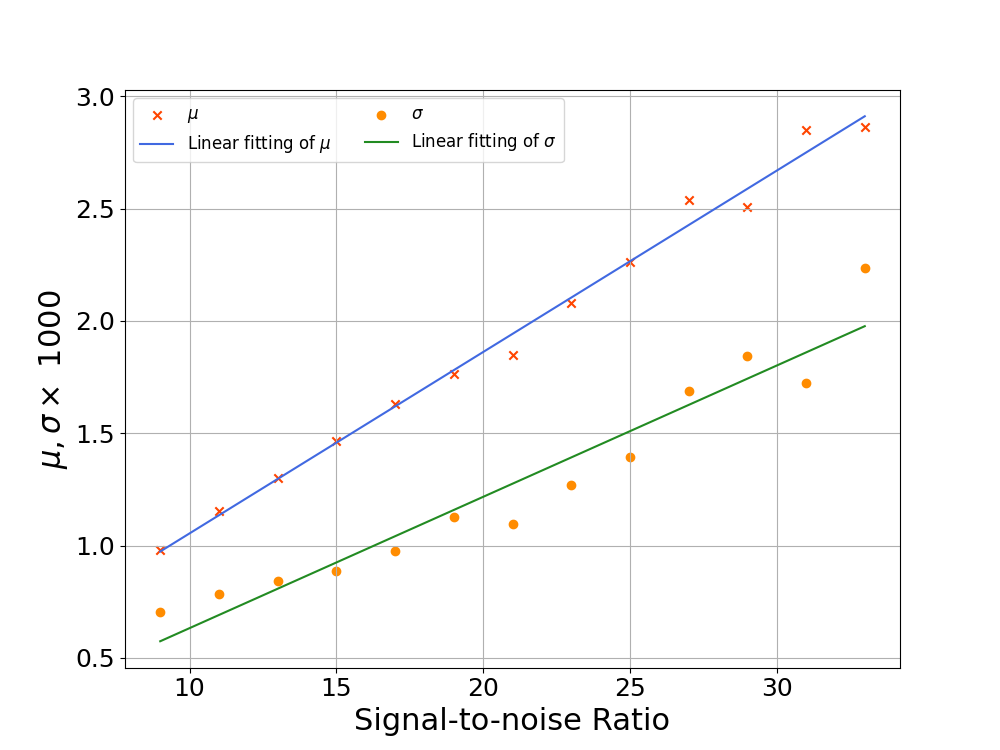 3.0
2.5
2.0
1.5
1.0
0.5
μ, σ × 1000
μ
Linear fitting of μ
σ
Linear fitting of σ
10 15 20 25 30
Signal-to-noise Ratio